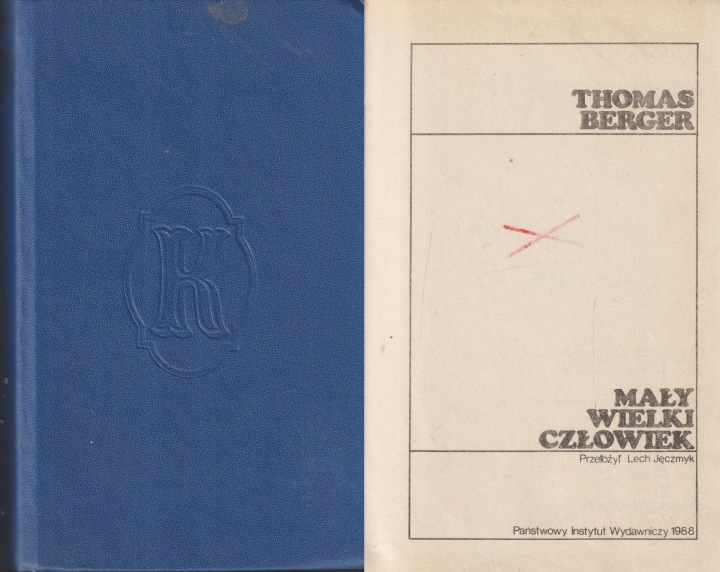 K
THOMAS
BERGER
MAŁY
WIELKI
CZŁOWIEK
Przełożył Lech Jęczmyk
Państwowy Instytut Wydawniczy 1988